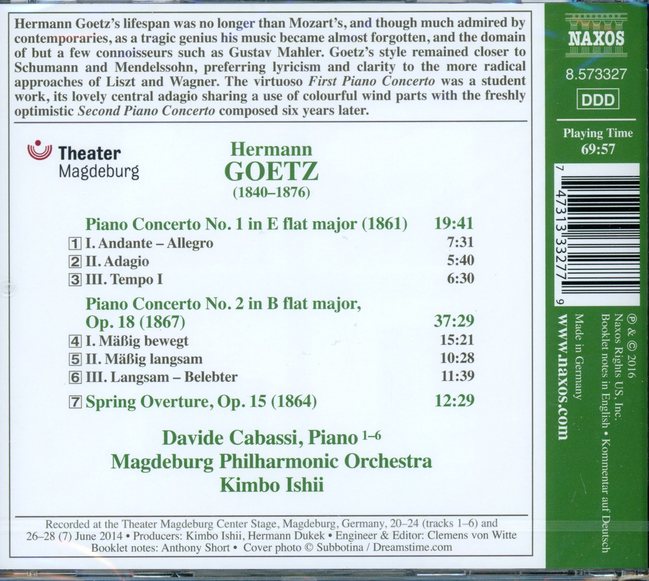 Hermann Goetz's lifespan was no longer than Mozart's, and though much admired by
contemporaries, as a tragic genius his music became almost forgotten, and the domain
of but a few connoisseurs such as Gustav Mahler. Goetz's style remained closer to
Schumann and Mendelssohn, preferring lyricism and clarity to the more radical
approaches of Liszt and Wagner. The virtuoso First Piano Concerto was a student
work, its lovely central adagio sharing a use of colourful wind parts with the freshly
optimistic Second Piano Concerto composed six years later.
Theater
Magdeburg
Hermann
GOETZ
(1840–1876)
Piano Concerto No. 1 in E flat major (1861) 19:41
1 I. Andante – Allegro 7:31
2 II. Adagio 5:40
3 III. Tempo I 6:30
Piano Concerto No. 2 in B flat major,
Op. 18 (1867) 37:29
4 I. Mäßig bewegt 15:21
5 II. Mäßig langsam 10:28
6 III. Langsam – Belebter 11:39
7 Spring Overture, Op. 15 (1864) 12:29
Davide Cabassi, Piano 1–6
Magdeburg Philharmonic Orchestra
Kimbo Ishii
Recorded at the Theater Magdeburg Center Stage, Magdeburg, Germany, 20–24 (tracks 1–6) and
26–28 (7) June 2014 • Producers: Kimbo Ishii, Hermann Dukek • Engineer & Editor: Clemens von Witte
Booklet notes: Anthony Short • Cover photo © Subbotina / Dreamstime.com
NAXOS
8.573327
DDD
Playing Time
69:57
7 47313 33277 9
℗ & © 2016
Naxos Rights US, Inc.
Booklet notes in English • Kommentar auf Deutsch
Made in Germany
www.naxos.com